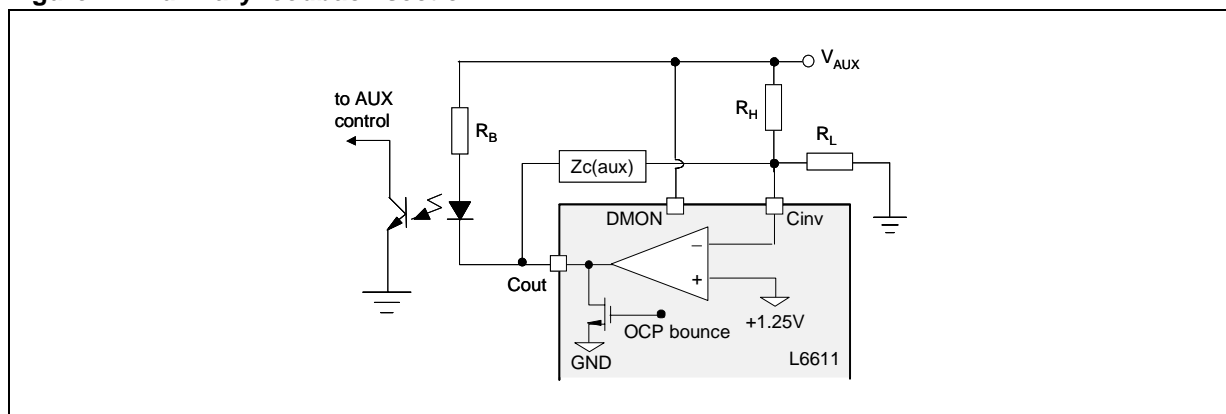 V_AUX
to AUX
control
R_H
R_B
R_L
Zc(aux)
DMON
Cinv
−
+
Cout
+1.25V
OCP bounce
GND
L6611